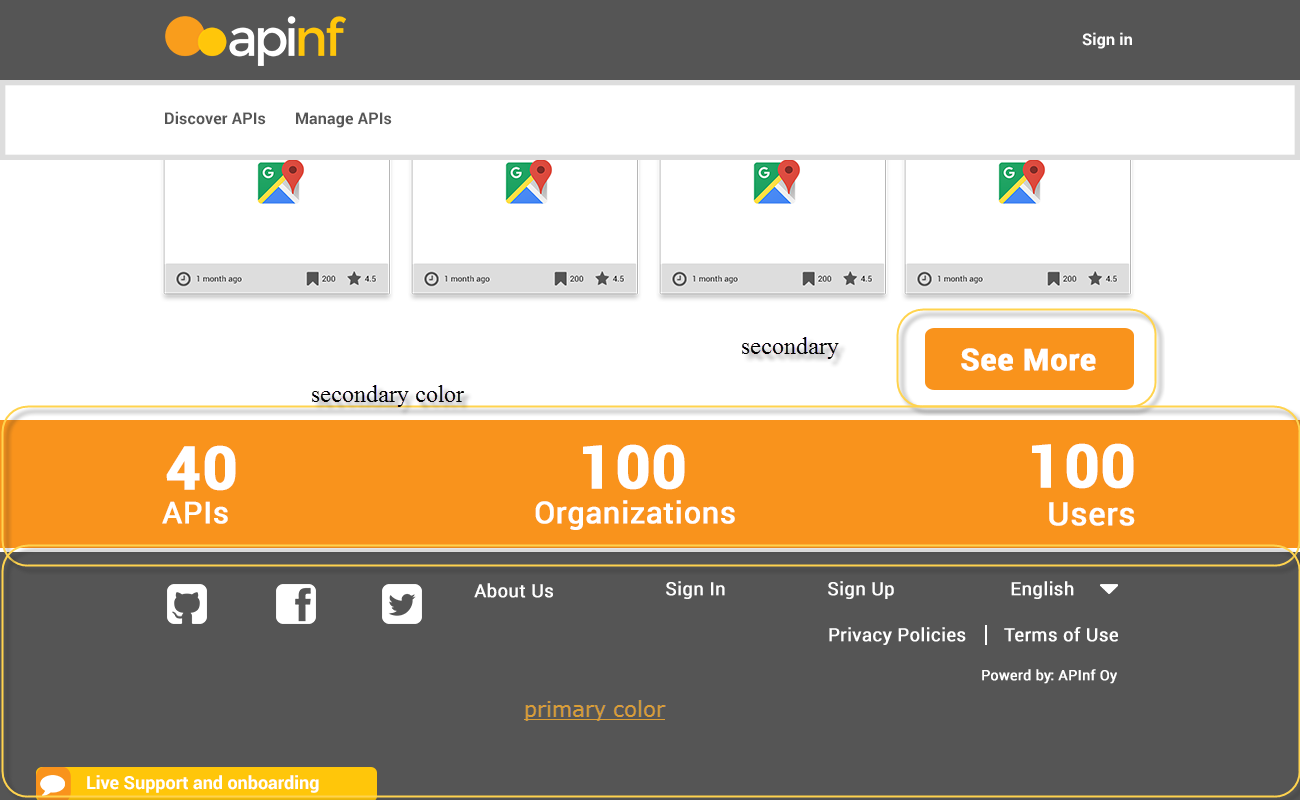 apinf
Sign in
Discover APIs Manage APIs
G G G G
1 month ago 200 4.5 1 month ago 200 4.5 1 month ago 200 4.5 1 month ago 200 4.5
secondary
See More
secondary color
40 100 100
APIs Organizations Users
About Us Sign In Sign Up English
Privacy Policies | Terms of Use
Powerd by: APInf Oy
primary color
Live Support and onboarding